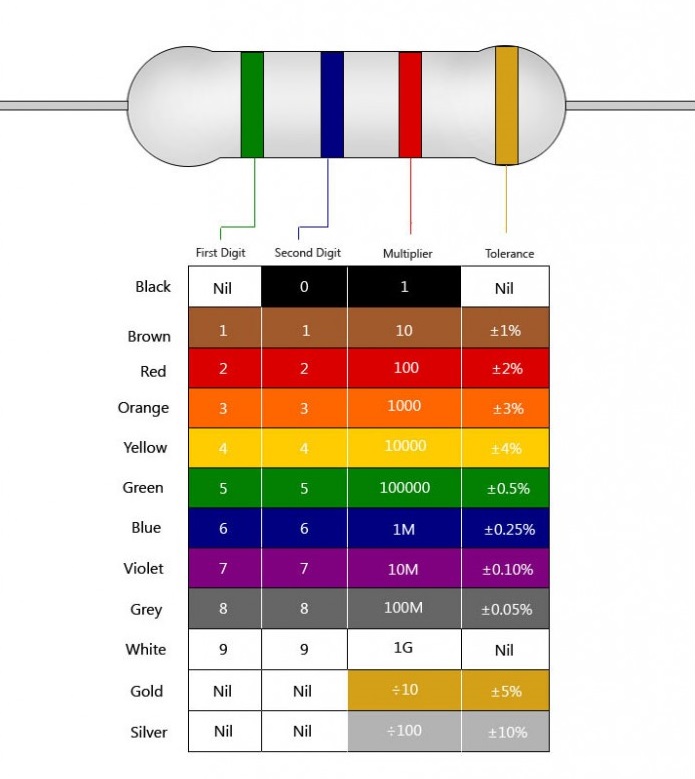 First Digit Second Digit Multiplier Tolerance
Black Nil 0 1 Nil
Brown 1 1 10 ±1%
Red 2 2 100 ±2%
Orange 3 3 1000 ±3%
Yellow 4 4 10000 ±4%
Green 5 5 100000 ±0.5%
Blue 6 6 1M ±0.25%
Violet 7 7 10M ±0.10%
Grey 8 8 100M ±0.05%
White 9 9 1G Nil
Gold Nil Nil ÷10 ±5%
Silver Nil Nil ÷100 ±10%